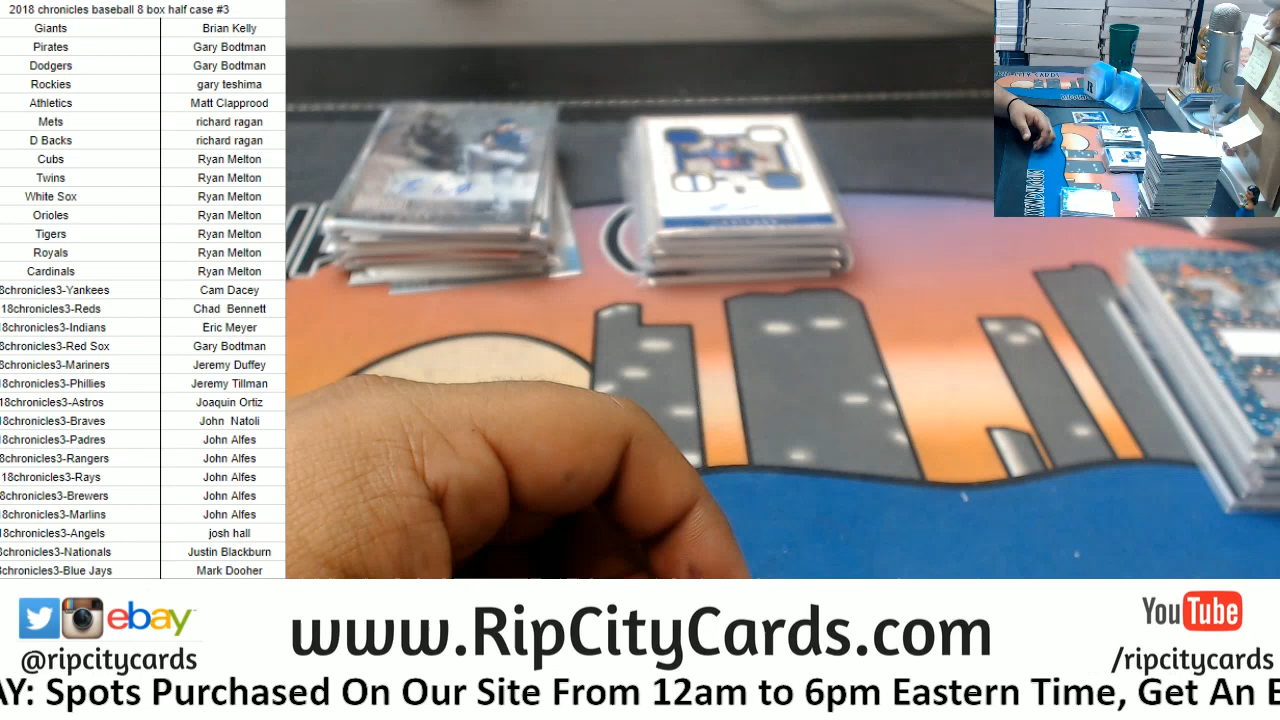 2018 chronicles baseball 8 box half case #3
Giants Brian Kelly
Pirates Gary Bodtman
Dodgers Gary Bodtman
Rockies gary teshima
Athletics Matt Clapprood
Mets richard ragan
D Backs richard ragan
Cubs Ryan Melton
Twins Ryan Melton
White Sox Ryan Melton
Orioles Ryan Melton
Tigers Ryan Melton
Royals Ryan Melton
Cardinals Ryan Melton
8chronicles3-Yankees Cam Dacey
18chronicles3-Reds Chad Bennett
18chronicles3-Indians Eric Meyer
8chronicles3-Red Sox Gary Bodtman
8chronicles3-Mariners Jeremy Duffey
8chronicles3-Phillies Jeremy Tillman
18chronicles3-Astros Joaquin Ortiz
8chronicles3-Braves John Natoli
8chronicles3-Padres John Alfes
8chronicles3-Rangers John Alfes
18chronicles3-Rays John Alfes
8chronicles3-Brewers John Alfes
8chronicles3-Marlins John Alfes
18chronicles3-Angels josh hall
chronicles3-Nationals Justin Blackburn
chronicles3-Blue Jays Mark Dooher
ebay
@ripcitycards
www.RipCityCards.com
YouTube
/ripcitycards
AY: Spots Purchased On Our Site From 12am to 6pm Eastern Time, Get An E